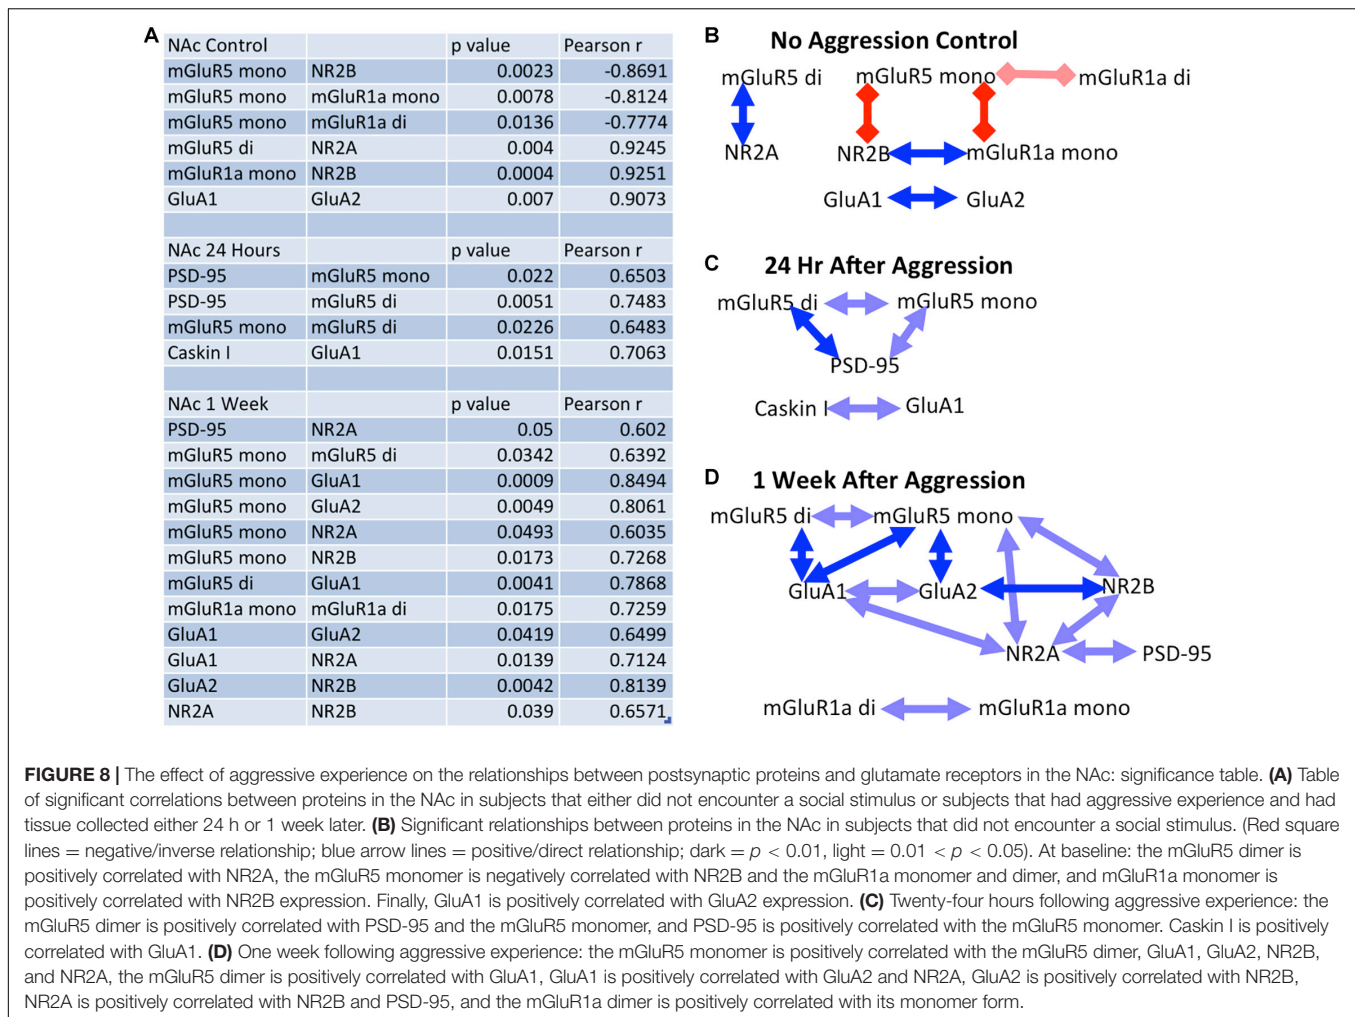 A
NAc Control p value Pearson r
mGluR5 mono NR2B 0.0023 -0.8691
mGluR5 mono mGluR1a mono 0.0078 -0.8124
mGluR5 mono mGluR1a di 0.0136 -0.7774
mGluR5 di NR2A 0.004 0.9245
mGluR1a mono NR2B 0.0004 0.9251
GluA1 GluA2 0.007 0.9073
NAc 24 Hours p value Pearson r
PSD-95 mGluR5 mono 0.022 0.6503
PSD-95 mGluR5 di 0.0051 0.7483
mGluR5 mono mGluR5 di 0.0226 0.6483
Caskin I GluA1 0.0151 0.7063
NAc 1 Week p value Pearson r
PSD-95 NR2A 0.05 0.602
mGluR5 mono mGluR5 di 0.0342 0.6392
mGluR5 mono GluA1 0.0009 0.8494
mGluR5 mono GluA2 0.0049 0.8061
mGluR5 mono NR2A 0.0493 0.6035
mGluR5 mono NR2B 0.0173 0.7268
mGluR5 di GluA1 0.0041 0.7868
mGluR1a mono mGluR1a di 0.0175 0.7259
GluA1 GluA2 0.0419 0.6499
GluA1 NR2A 0.0139 0.7124
GluA2 NR2B 0.0042 0.8139
NR2A NR2B 0.039 0.6571
B No Aggression Control
mGluR5 di mGluR5 mono mGluR1a di
NR2A NR2B mGluR1a mono
GluA1 GluA2
C 24 Hr After Aggression
mGluR5 di mGluR5 mono
PSD-95
Caskin I GluA1
D 1 Week After Aggression
mGluR5 di mGluR5 mono
GluA1 GluA2 NR2B
NR2A PSD-95
mGluR1a di mGluR1a mono
FIGURE 8 | The effect of aggressive experience on the relationships between postsynaptic proteins and glutamate receptors in the NAc: significance table. (A) Table
of significant correlations between proteins in the NAc in subjects that either did not encounter a social stimulus or subjects that had aggressive experience and had
tissue collected either 24 h or 1 week later. (B) Significant relationships between proteins in the NAc in subjects that did not encounter a social stimulus. (Red square
lines = negative/inverse relationship; blue arrow lines = positive/direct relationship; dark = p < 0.01, light = 0.01 < p < 0.05). At baseline: the mGluR5 dimer is
positively correlated with NR2A, the mGluR5 monomer is negatively correlated with NR2B and the mGluR1a monomer and dimer, and mGluR1a monomer is
positively correlated with NR2B expression. Finally, GluA1 is positively correlated with GluA2 expression. (C) Twenty-four hours following aggressive experience: the
mGluR5 dimer is positively correlated with PSD-95 and the mGluR5 monomer, and PSD-95 is positively correlated with the mGluR5 monomer. Caskin I is positively
correlated with GluA1. (D) One week following aggressive experience: the mGluR5 monomer is positively correlated with the mGluR5 dimer, GluA1, GluA2, NR2B,
and NR2A, the mGluR5 dimer is positively correlated with GluA1, GluA1 is positively correlated with GluA2 and NR2A, GluA2 is positively correlated with NR2B,
NR2A is positively correlated with NR2B and PSD-95, and the mGluR1a dimer is positively correlated with its monomer form.